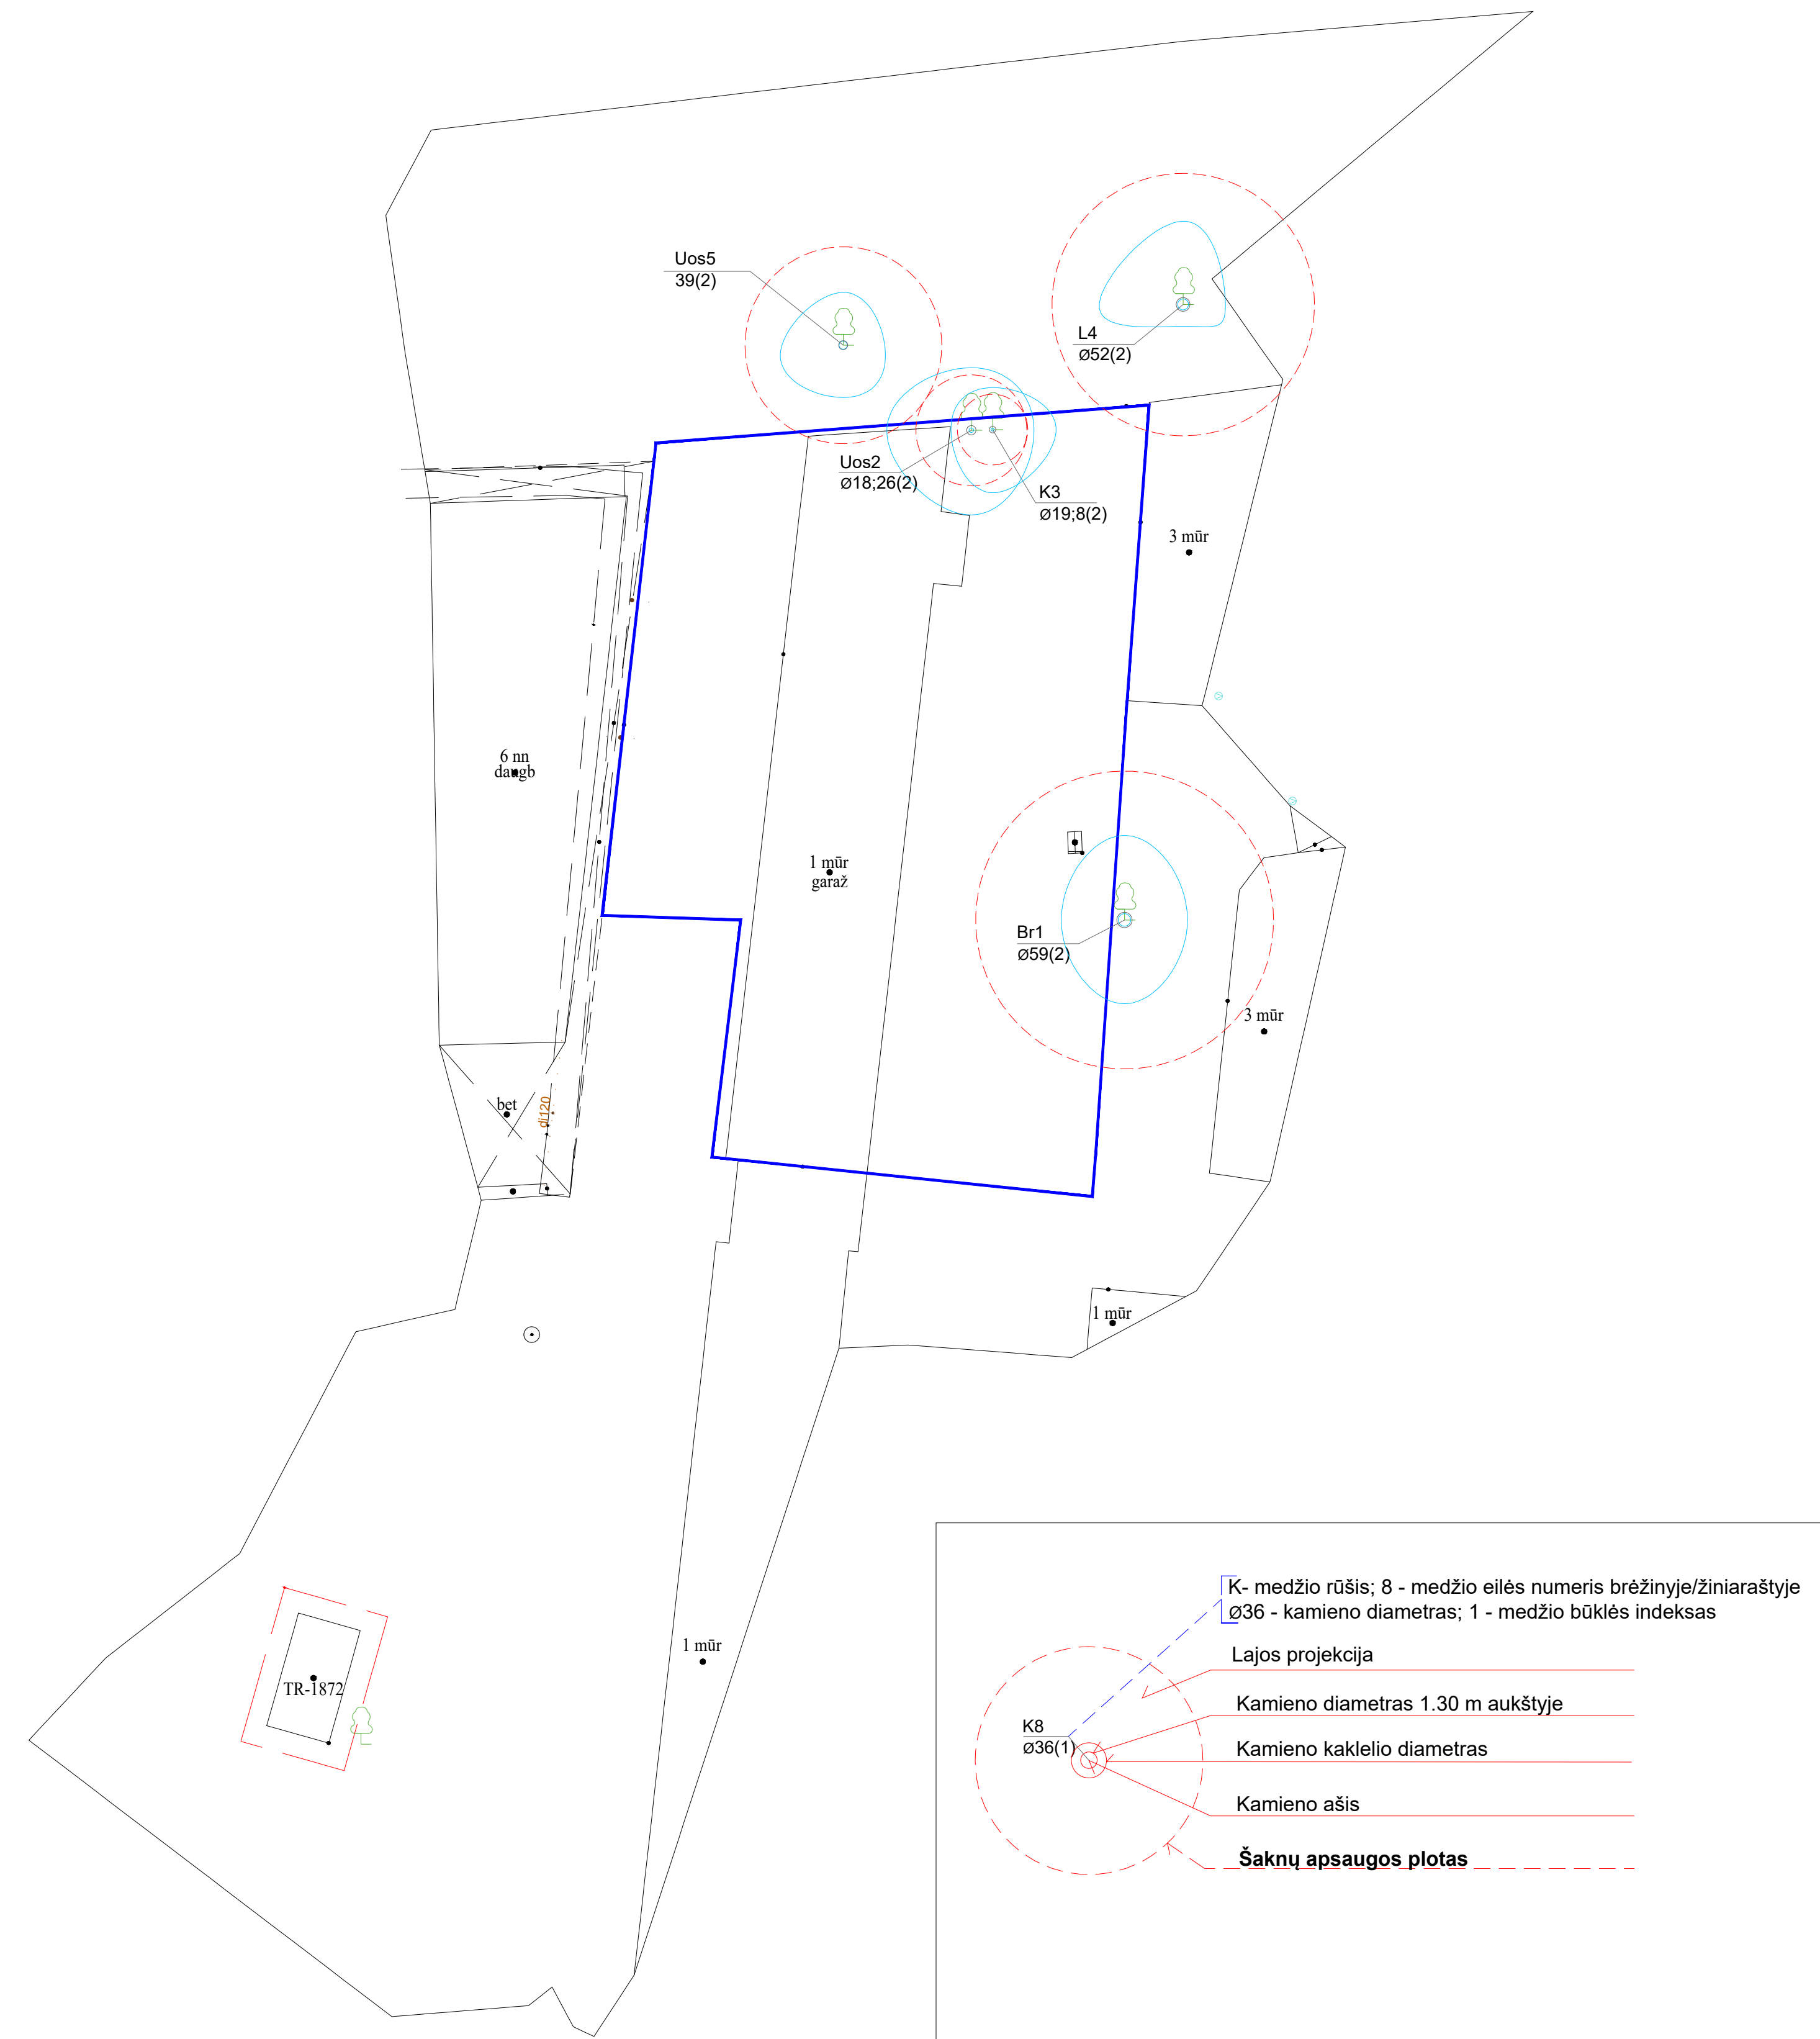 Uos5
39(2)
L4
Ø52(2)
Uos2
Ø18;26(2)
K3
Ø19;8(2)
3 mūr
6 nn
daugb
1 mūr
garaž
Br1
Ø59(2)
3 mūr
bet
di120
1 mūr
K- medžio rūšis; 8 - medžio eilės numeris brėžinyje/žiniaraštyje
Ø36 - kamieno diametras; 1 - medžio būklės indeksas
1 mūr
Lajos projekcija
TR-1872
Kamieno diametras 1.30 m aukštyje
K8
Ø36(1)
Kamieno kaklelio diametras
Kamieno ašis
Šaknų apsaugos plotas